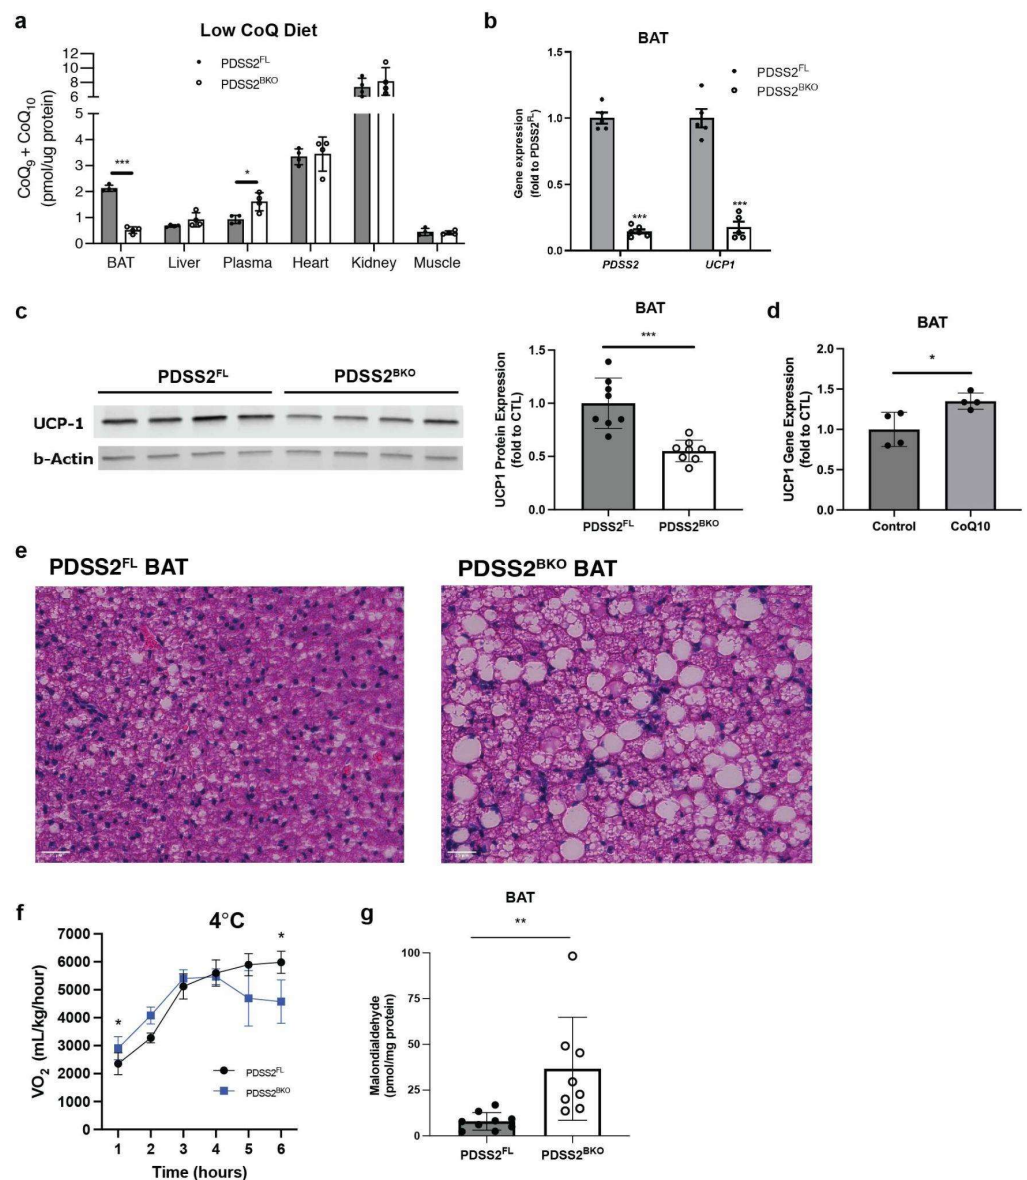 a
Low CoQ Diet
CoQ9 + CoQ10
(pmol/ug protein)
12
10
8
6
5
4
3
2
1
0
PDSS2FL
PDSS2BKO
***
*
BAT
Liver
Plasma
Heart
Kidney
Muscle
b
BAT
Gene expression
(fold to PDSS2FL)
1.5
1.0
0.5
0.0
PDSS2FL
PDSS2BKO
***
***
PDSS2
UCP1
c
PDSS2FL
PDSS2BKO
UCP-1
b-Actin
BAT
***
UCP1 Protein Expression
(fold to CTL)
1.5
1.0
0.5
0.0
PDSS2FL
PDSS2BKO
d
BAT
*
UCP1 Gene Expression
(fold to CTL)
2.0
1.5
1.0
0.5
0.0
Control
CoQ10
e
PDSS2FL BAT
PDSS2BKO BAT
f
4°C
VO2 (mL/kg/hour)
7000
6000
5000
4000
3000
2000
1000
0
*
*
PDSS2FL
PDSS2BKO
1
2
3
4
5
6
Time (hours)
g
BAT
**
Malondialdehyde
(pmol/mg protein)
100
75
50
25
0
PDSS2FL
PDSS2BKO